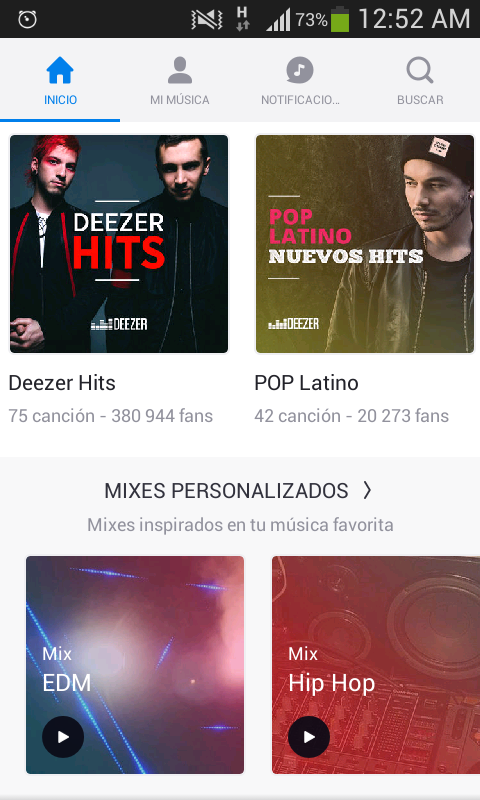 H
73%
12:52 AM
INICIO
MI MÚSICA
NOTIFICACIO...
BUSCAR
DEEZER
HITS
DEEZER
POP
LATINO
NUEVOS HITS
DEEZER
Deezer Hits
75 canción - 380 944 fans
POP Latino
42 canción - 20 273 fans
MIXES PERSONALIZADOS
Mixes inspirados en tu música favorita
Mix
EDM
Mix
Hip Hop